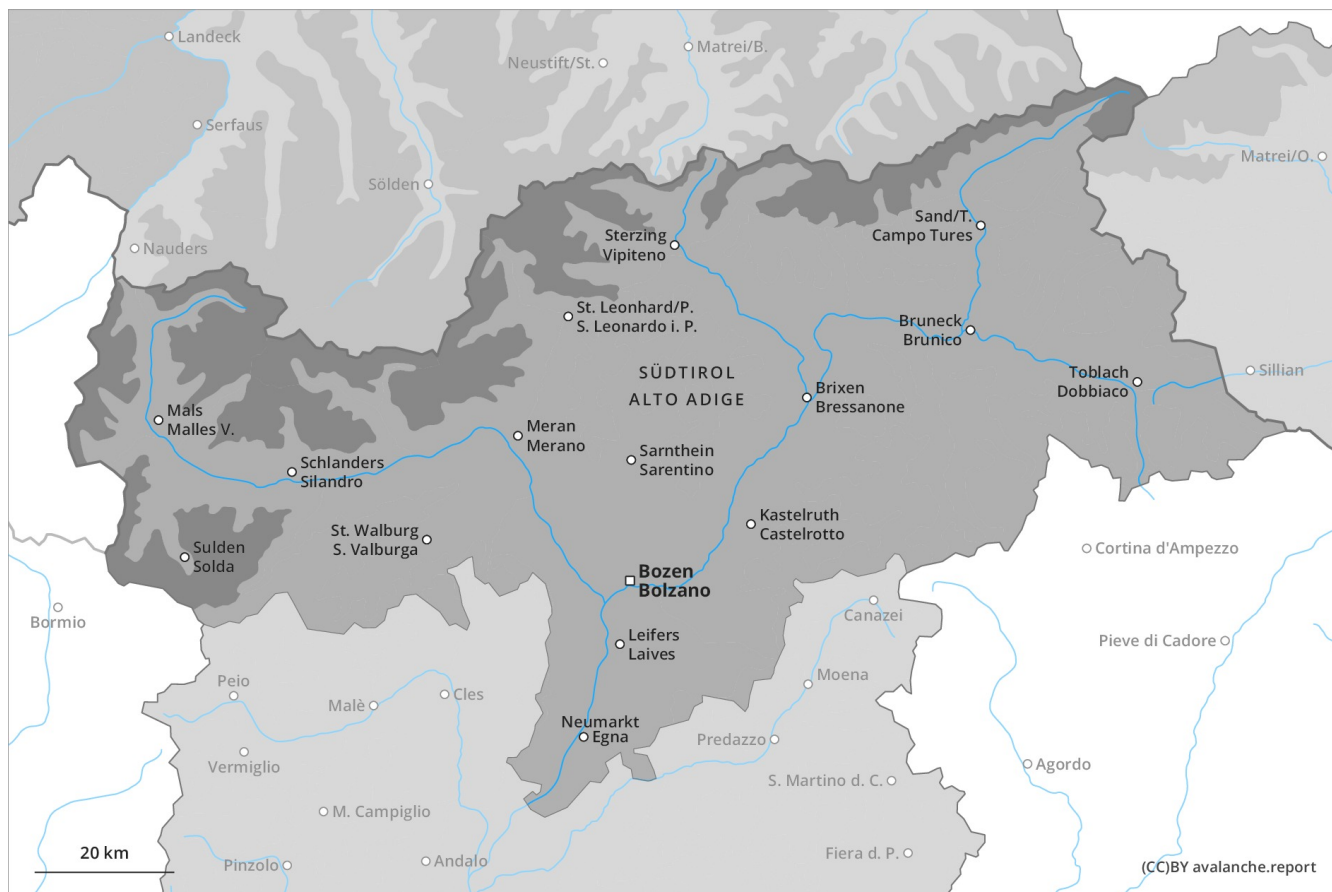 Landeck
Matrei/B.
Neustift/St.
Serfaus
Matrei/O.
Sölden
Sand/T.
Campo Tures
Sterzing
Vipiteno
Nauders
St. Leonhard/P.
S. Leonardo i. P.
Bruneck
Brunico
SÜDTIROL
ALTO ADIGE
Toblach
Dobbiaco
Sillian
Brixen
Bressanone
Mals
Malles V.
Meran
Merano
Sarnthein
Sarentino
Schlanders
Silandro
Kastelruth
Castelrotto
St. Walburg
S. Valburga
Sulden
Solda
Cortina d'Ampezzo
Bozen
Bolzano
Bormio
Canazei
Leifers
Laives
Pieve di Cadore
Peio
Moena
Malè
Cles
Neumarkt
Egna
Predazzo
Vermiglio
Agordo
S. Martino d. C.
M. Campiglio
20 km
Pinzolo
Andalo
Fiera d. P.
(CC)BY avalanche.report